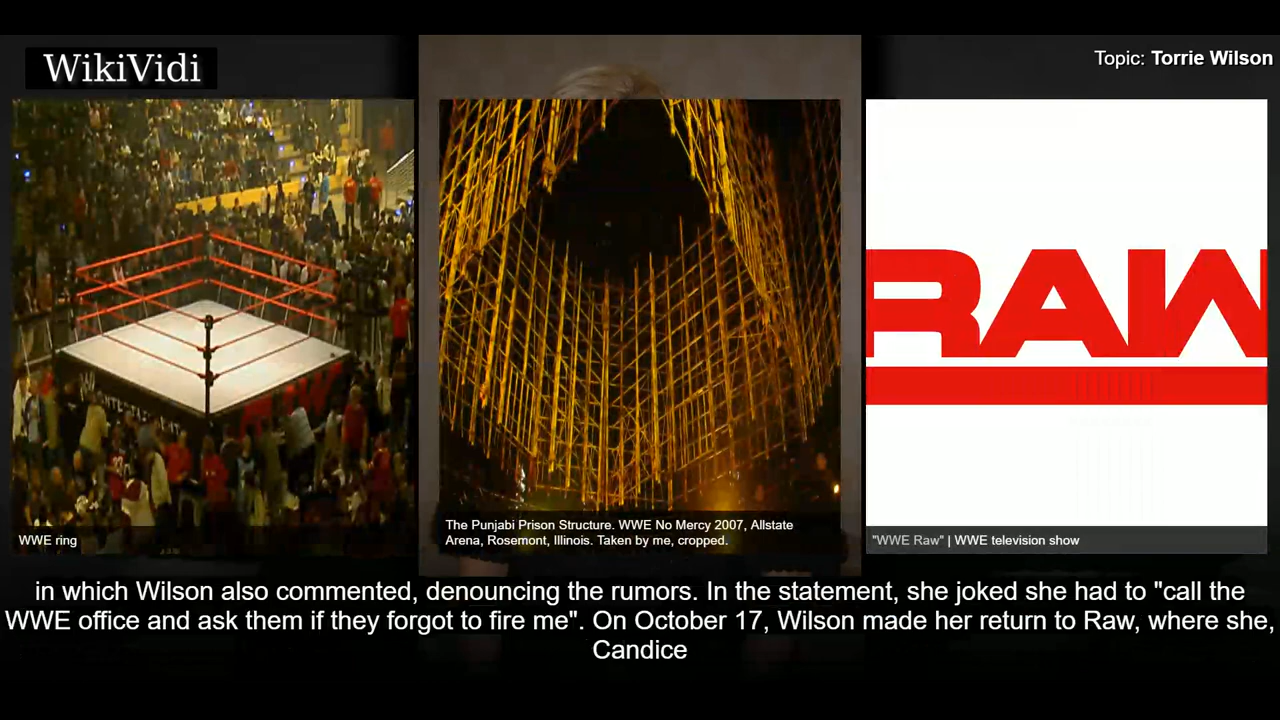 WikiVidi
Topic: Torrie Wilson
RAW
WWE ring
The Punjabi Prison Structure. WWE No Mercy 2007, Allstate
Arena, Rosemont, Illinois. Taken by me, cropped.
"WWE Raw" | WWE television show
in which Wilson also commented, denouncing the rumors. In the statement, she joked she had to "call the
WWE office and ask them if they forgot to fire me". On October 17, Wilson made her return to Raw, where she,
Candice